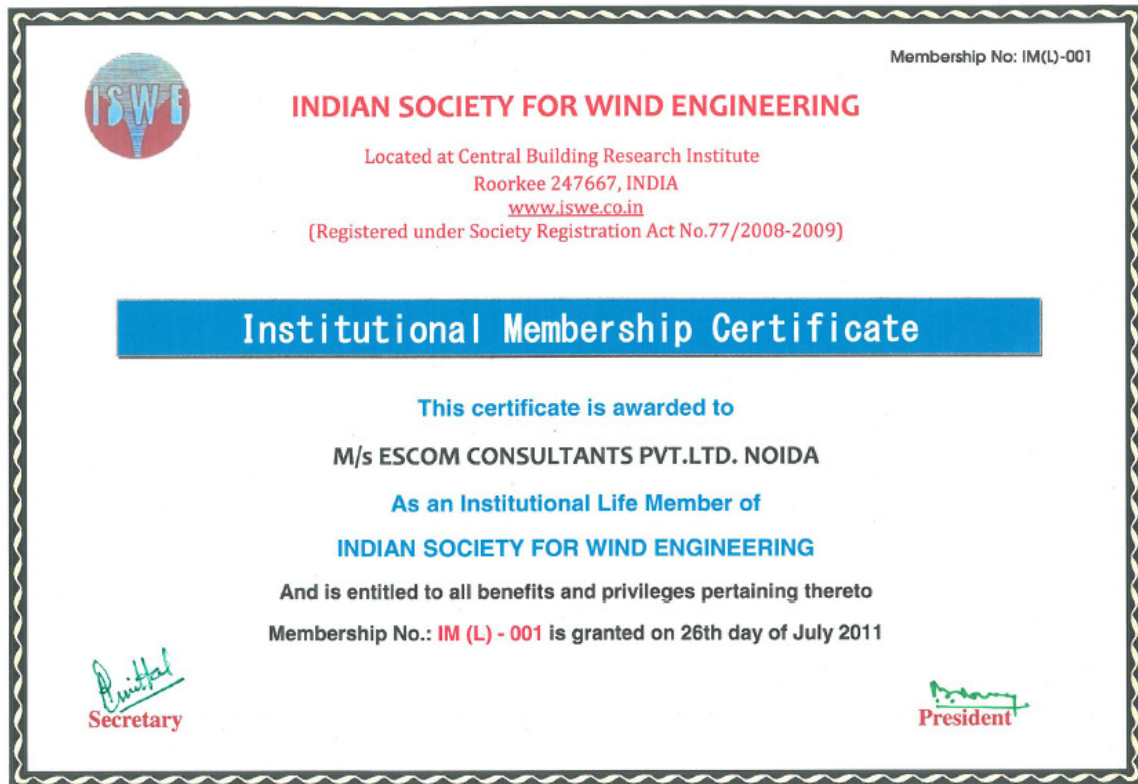 Membership No: IM(L)-001
ISWE
INDIAN SOCIETY FOR WIND ENGINEERING
Located at Central Building Research Institute
Roorkee 247667, INDIA
www.iswe.co.in
(Registered under Society Registration Act No.77/2008-2009)
Institutional Membership Certificate
This certificate is awarded to
M/s ESCOM CONSULTANTS PVT.LTD. NOIDA
As an Institutional Life Member of
INDIAN SOCIETY FOR WIND ENGINEERING
And is entitled to all benefits and privileges pertaining thereto
Membership No.: IM (L) - 001 is granted on 26th day of July 2011
Secretary
President